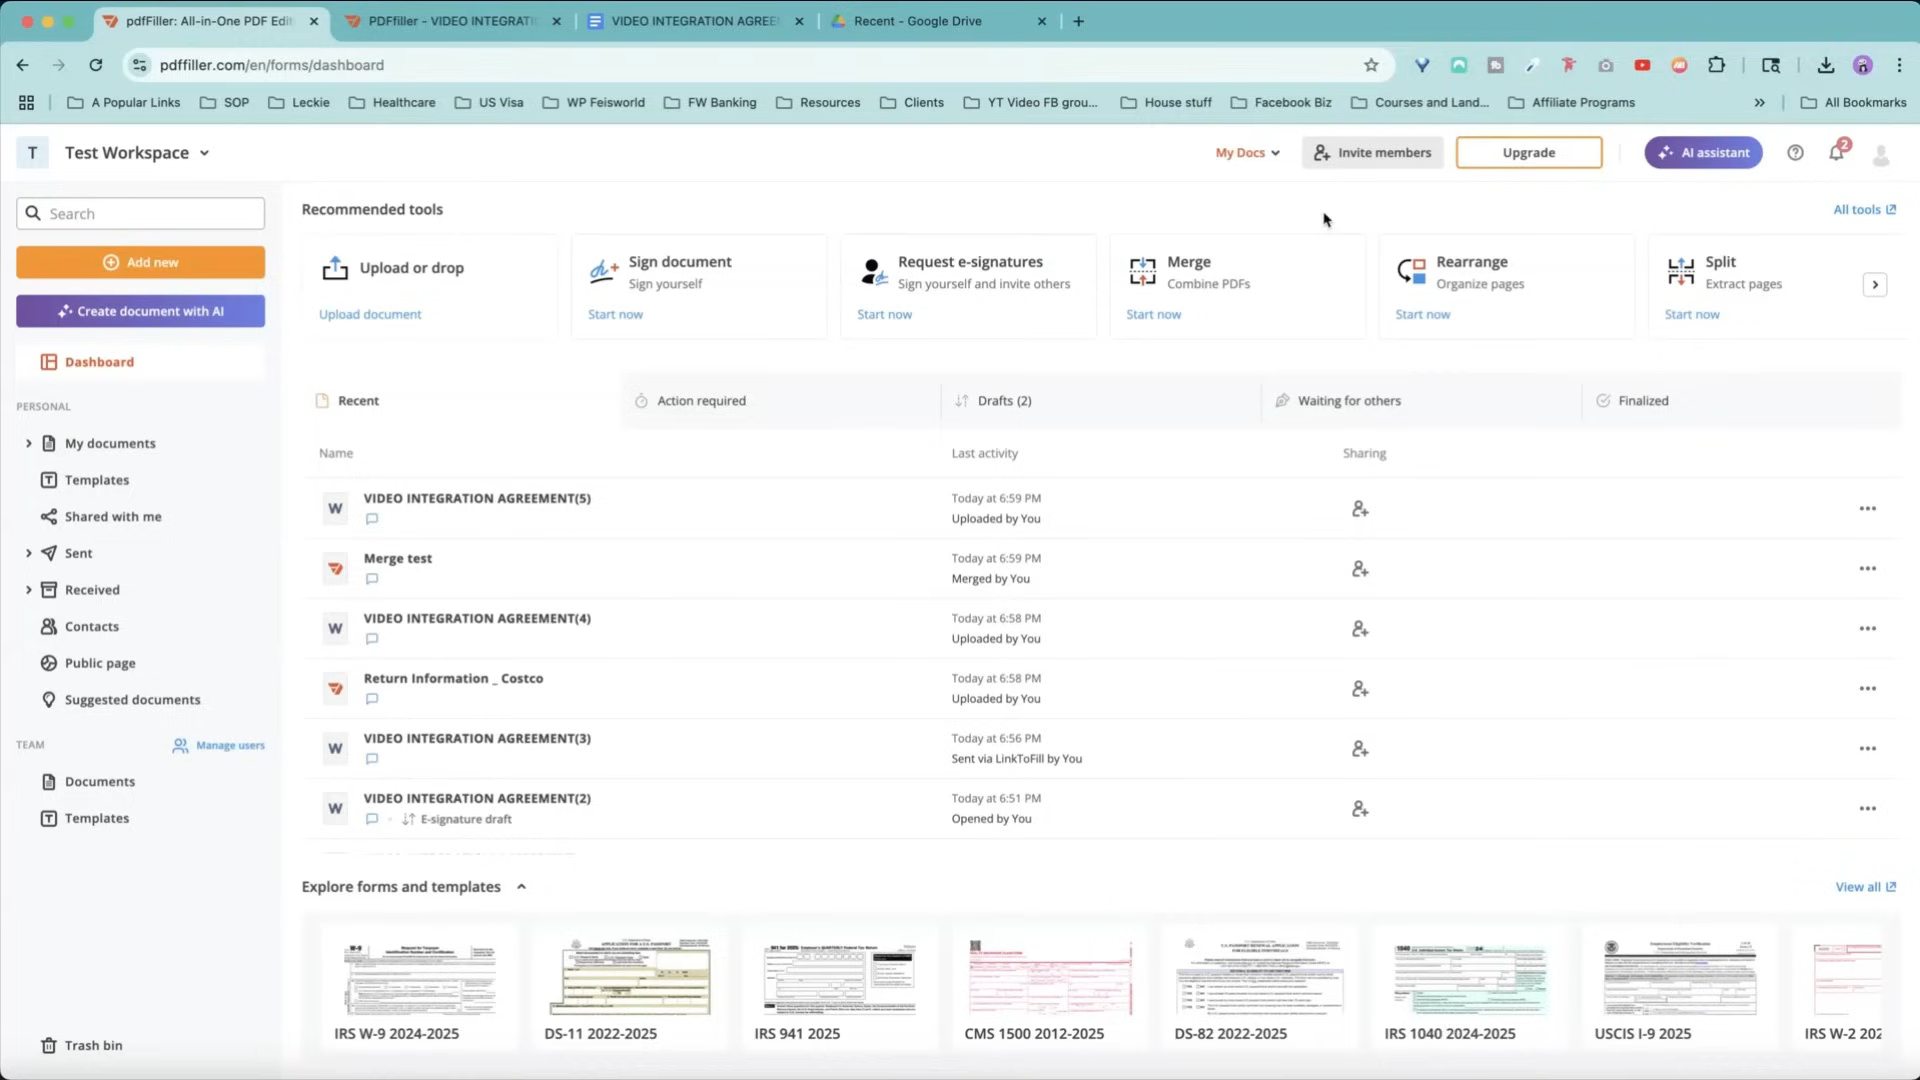 pdfFiller: All-in-One PDF Edit
PDFfiller - VIDEO INTEGRATI
VIDEO INTEGRATION AGREE
Recent - Google Drive
pdffiller.com/en/forms/dashboard
A Popular Links
SOP
Leckie
Healthcare
US Visa
WP Feisworld
FW Banking
Resources
Clients
YT Video FB grou...
House stuff
Facebook Biz
Courses and Land...
Affiliate Programs
All Bookmarks
T
Test Workspace
My Docs
Invite members
Upgrade
AI assistant
2
Search
Add new
Create document with AI
Dashboard
PERSONAL
My documents
Templates
Shared with me
Sent
Received
Contacts
Public page
Suggested documents
TEAM
Manage users
Documents
Templates
Trash bin
Recommended tools
All tools
Upload or drop
Upload document
Sign document
Sign yourself
Start now
Request e-signatures
Sign yourself and invite others
Start now
Merge
Combine PDFs
Start now
Rearrange
Organize pages
Start now
Split
Extract pages
Start now
Recent
Action required
Drafts (2)
Waiting for others
Finalized
Name
Last activity
Sharing
W
VIDEO INTEGRATION AGREEMENT(5)
Today at 6:59 PM
Uploaded by You
Merge test
Today at 6:59 PM
Merged by You
W
VIDEO INTEGRATION AGREEMENT(4)
Today at 6:58 PM
Uploaded by You
Return Information _ Costco
Today at 6:58 PM
Uploaded by You
W
VIDEO INTEGRATION AGREEMENT(3)
Today at 6:56 PM
Sent via LinkToFill by You
W
VIDEO INTEGRATION AGREEMENT(2)
E-signature draft
Today at 6:51 PM
Opened by You
Explore forms and templates
View all
IRS W-9 2024-2025
DS-11 2022-2025
IRS 941 2025
CMS 1500 2012-2025
DS-82 2022-2025
IRS 1040 2024-2025
USCIS I-9 2025
IRS W-2 202